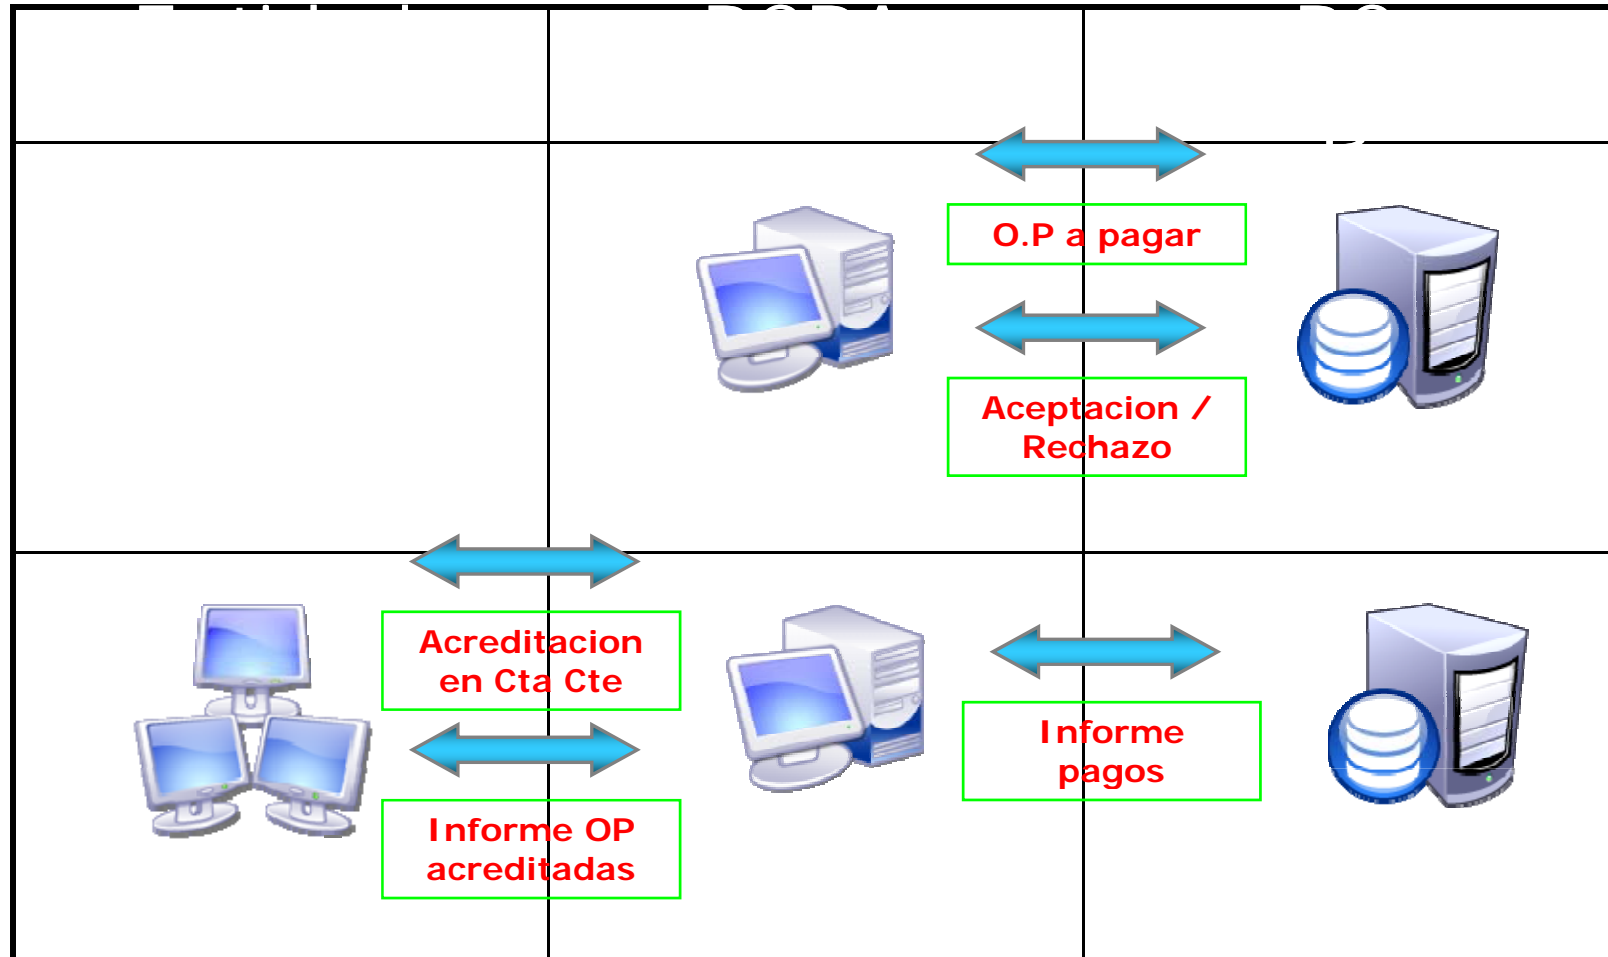 O.P a pagar
Aceptacion /
Rechazo
Acreditacion
en Cta Cte
Informe
pagos
Informe OP
acreditadas